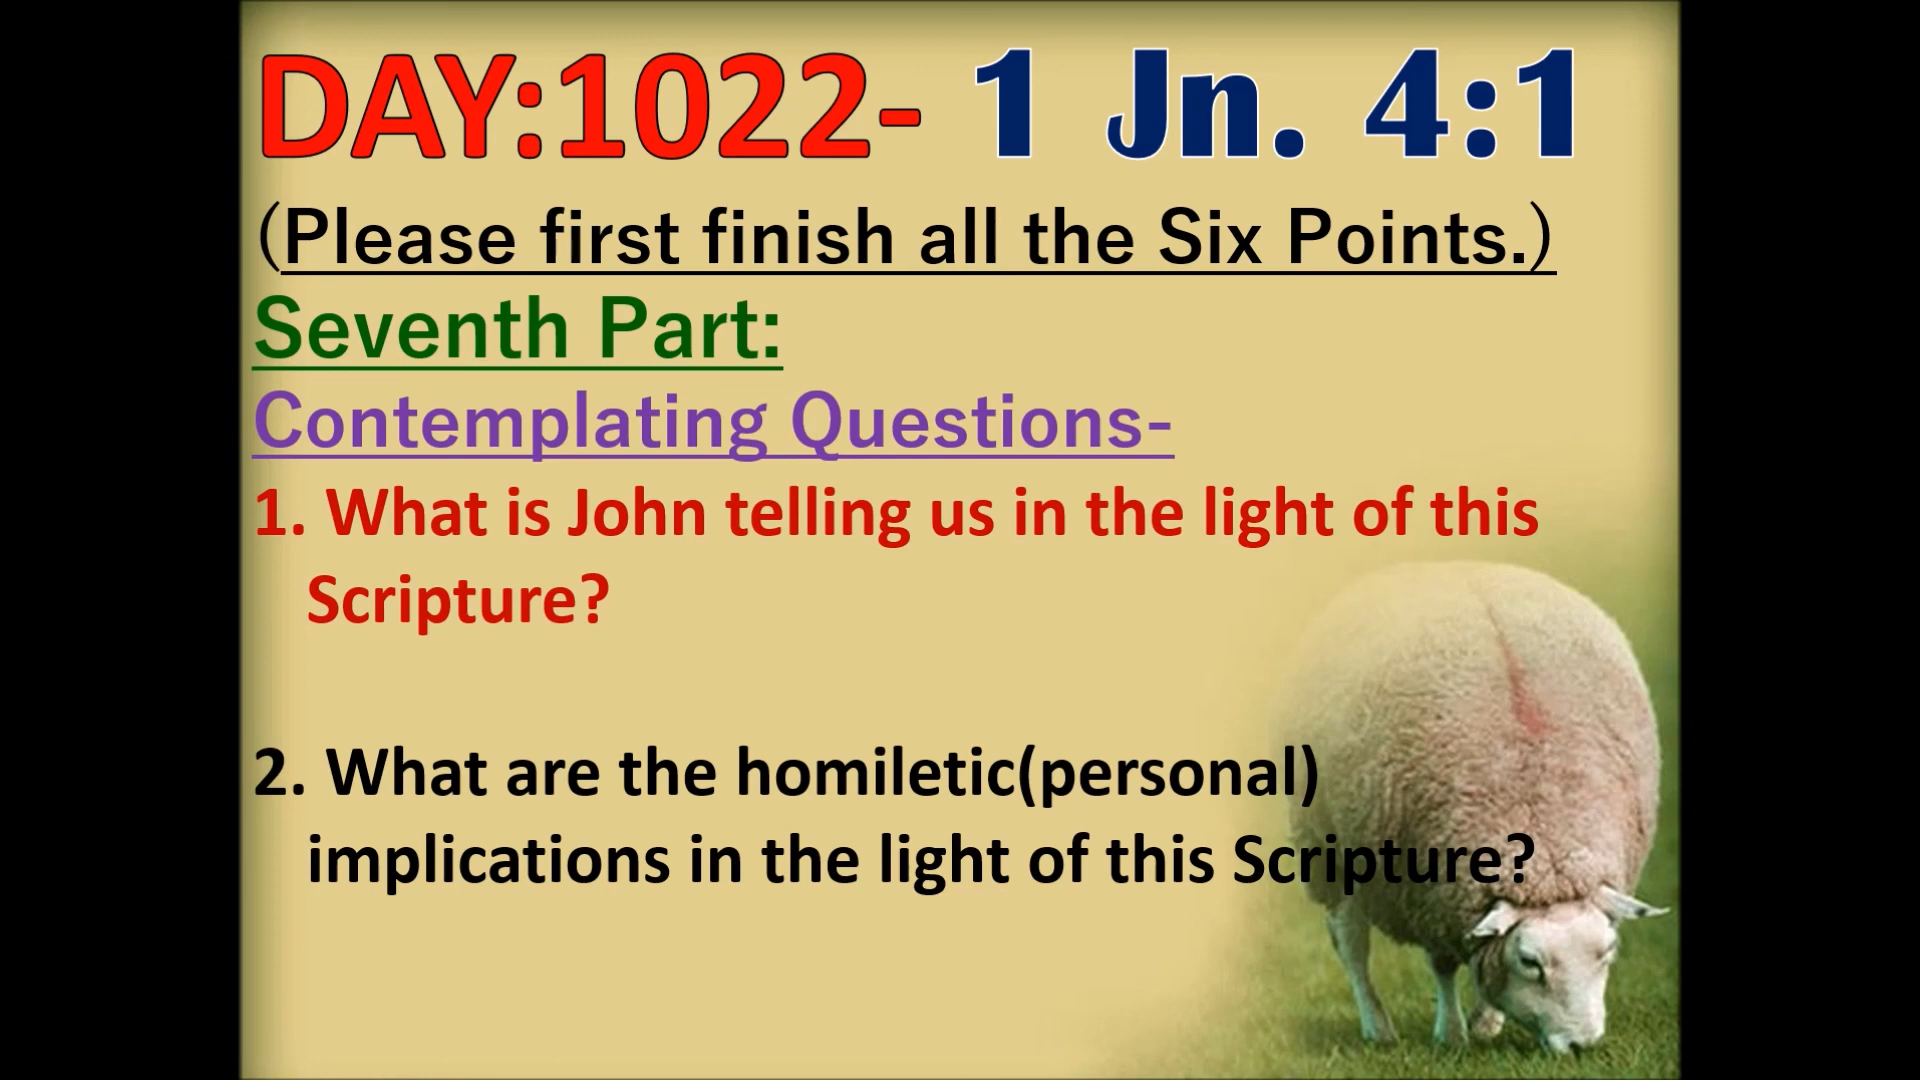 DAY:1022- 1 Jn. 4:1
(Please first finish all the Six Points.)
Seventh Part:
Contemplating Questions-
1. What is John telling us in the light of this
Scripture?
2. What are the homiletic(personal)
implications in the light of this Scripture?